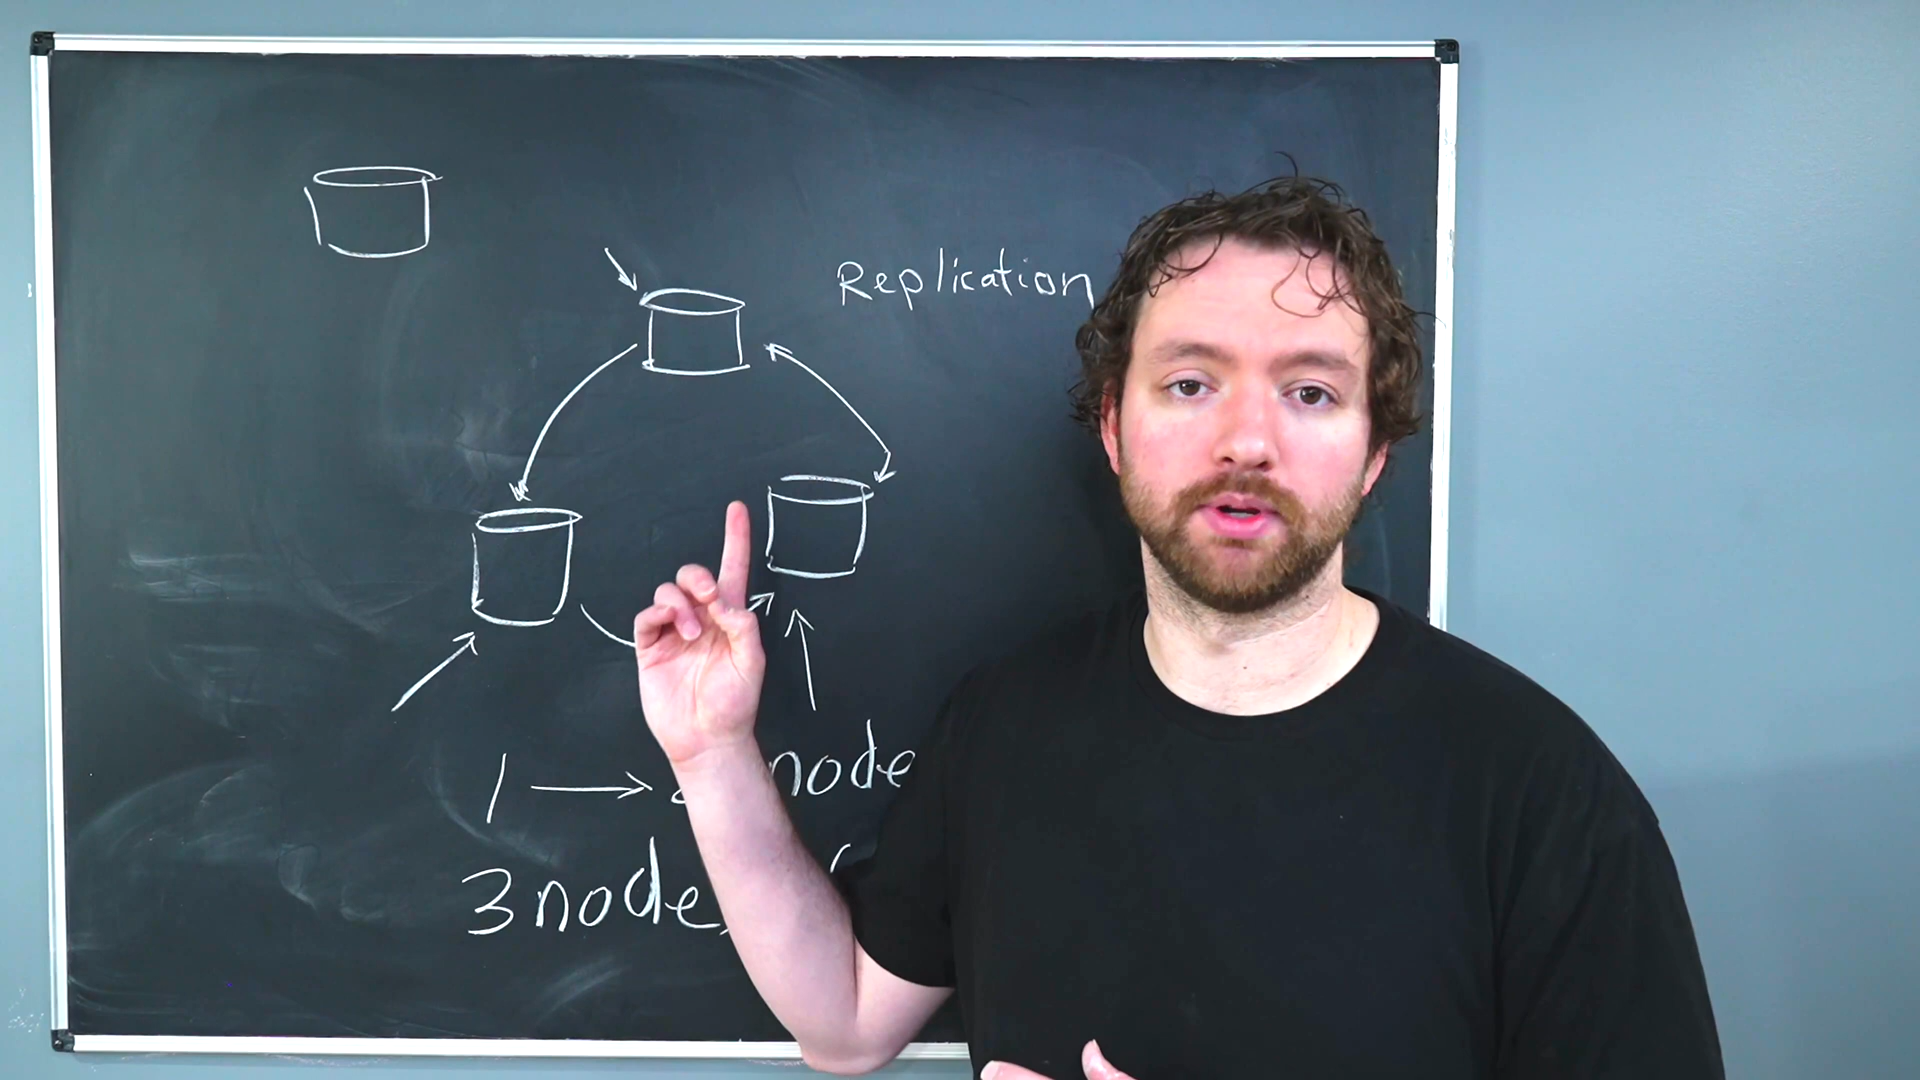 Replication
1 → node
3 node